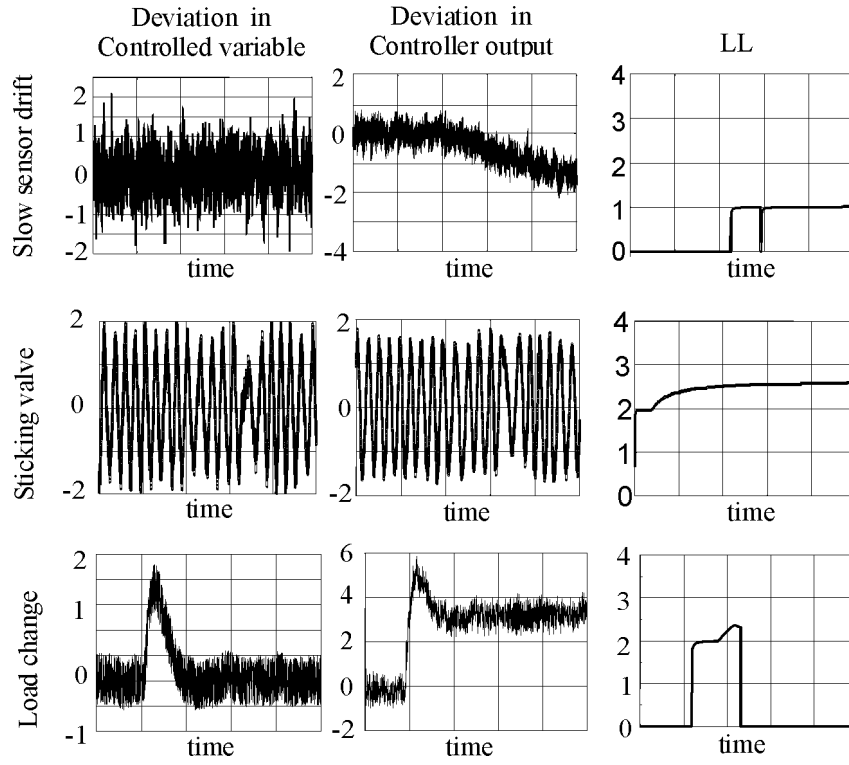 Deviation in
Controlled variable
Deviation in
Controller output
LL
Slow sensor drift
2
1
0
-1
-2
time
2
0
-2
-4
time
4
3
2
1
0
time
Sticking valve
2
0
-2
time
2
0
-2
time
4
3
2
1
0
time
Load change
2
1
0
-1
time
6
4
2
0
-2
time
4
3
2
1
0
time